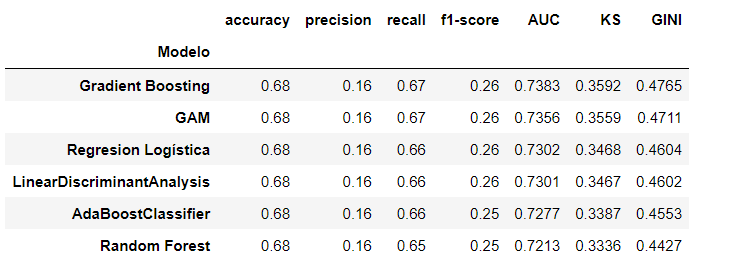 accuracy precision recall f1-score AUC KS GINI
Modelo
Gradient Boosting 0.68 0.16 0.67 0.26 0.7383 0.3592 0.4765
GAM 0.68 0.16 0.67 0.26 0.7356 0.3559 0.4711
Regresion Logística 0.68 0.16 0.66 0.26 0.7302 0.3468 0.4604
LinearDiscriminantAnalysis 0.68 0.16 0.66 0.26 0.7301 0.3467 0.4602
AdaBoostClassifier 0.68 0.16 0.66 0.25 0.7277 0.3387 0.4553
Random Forest 0.68 0.16 0.65 0.25 0.7213 0.3336 0.4427